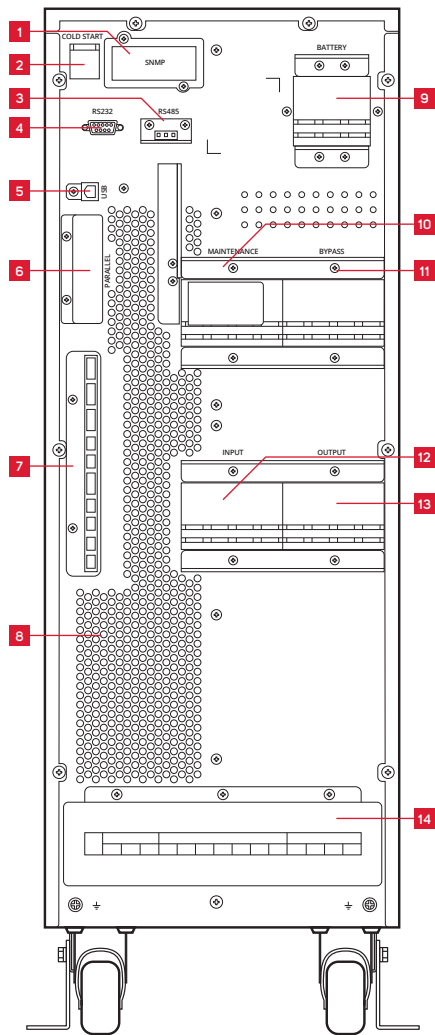 1
COLD START
BATTERY
2
SNMP
3
RS232
RS485
9
4
5
USB
10
6
PARALLEL
MAINTENANCE
BYPASS
11
7
INPUT
OUTPUT
12
13
8
14